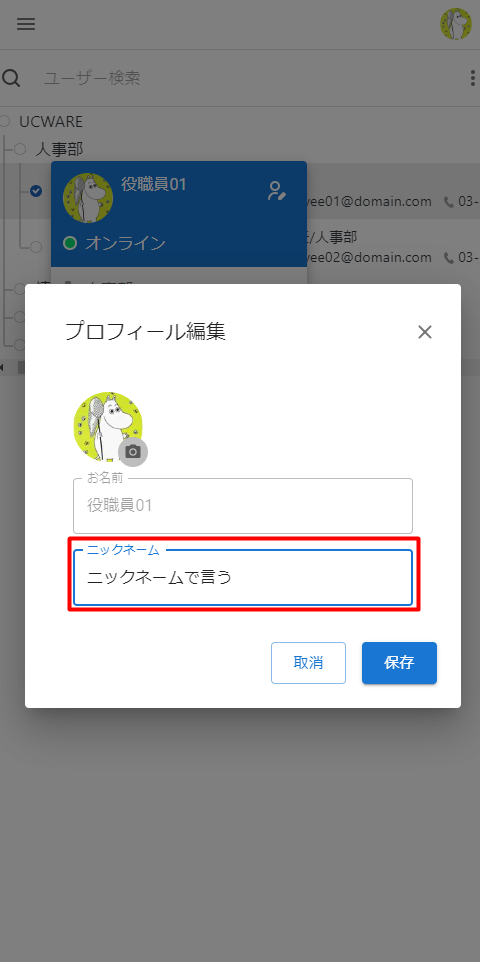 ユーザー検索
UCWARE
人事部
役職員01
yee01@domain.com
03-
オンライン
/人事部
yee02@domain.com
03-
プロフィール編集
お名前
役職員01
ニックネーム
ニックネームで言う
取消
保存